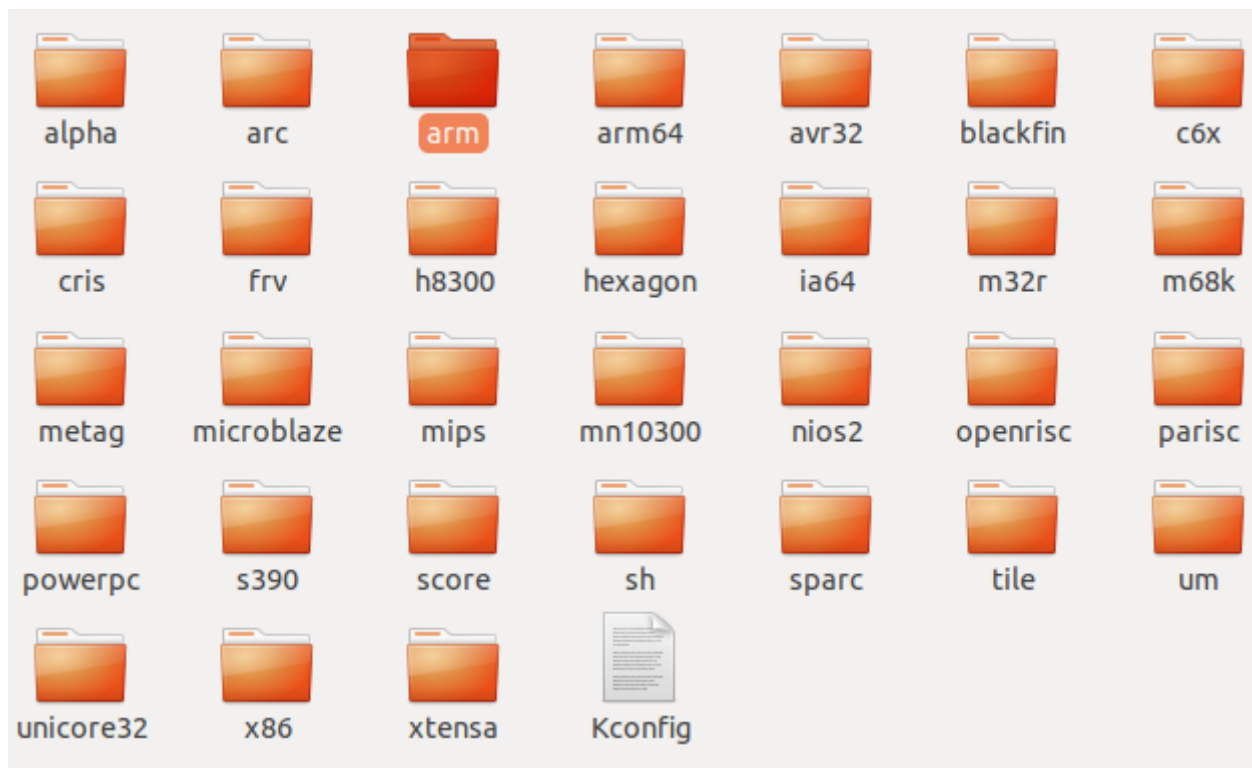 alpha arc arm arm64 avr32 blackfin c6x
cris frv h8300 hexagon ia64 m32r m68k
metag microblaze mips mn10300 nios2 openrisc parisc
powerpc s390 score sh sparc tile um
unicore32 x86 xtensa Kconfig